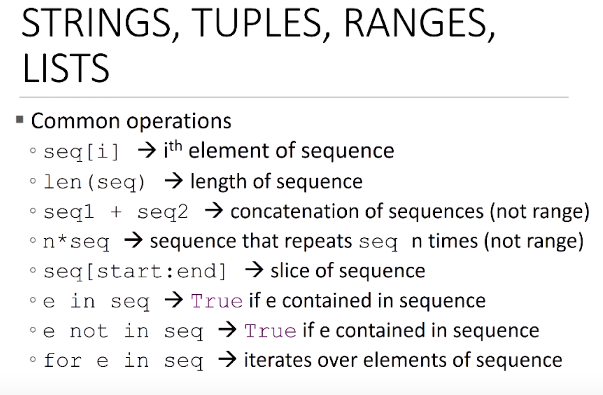 STRINGS, TUPLES, RANGES,
LISTS
▪ Common operations
◦ seq[i] → ith element of sequence
◦ len(seq) → length of sequence
◦ seq1 + seq2 → concatenation of sequences (not range)
◦ n*seq → sequence that repeats seq n times (not range)
◦ seq[start:end] → slice of sequence
◦ e in seq → True if e contained in sequence
◦ e not in seq → True if e contained in sequence
◦ for e in seq → iterates over elements of sequence